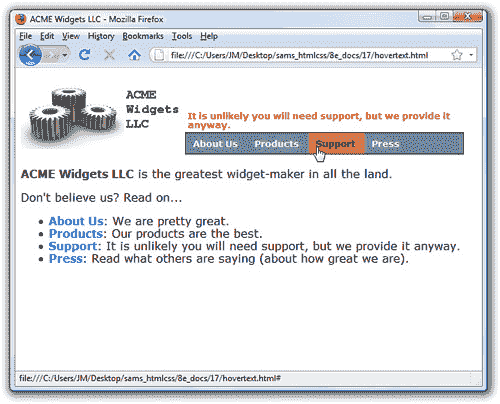 ACME Widgets LLC - Mozilla Firefox
File Edit View History Bookmarks Tools Help
file:///C:/Users/JM/Desktop/sams_htmlcss/8e_docs/17/hovertext.html
ACME
Widgets
LLC
It is unlikely you will need support, but we provide it
anyway.
About Us Products Support Press
ACME Widgets LLC is the greatest widget-maker in all the land.
Don't believe us? Read on...
• About Us: We are pretty great.
• Products: Our products are the best.
• Support: It is unlikely you will need support, but we provide it anyway.
• Press: Read what others are saying (about how great we are).
file:///C:/Users/JM/Desktop/sams_htmlcss/8e_docs/17/hovertext.html#